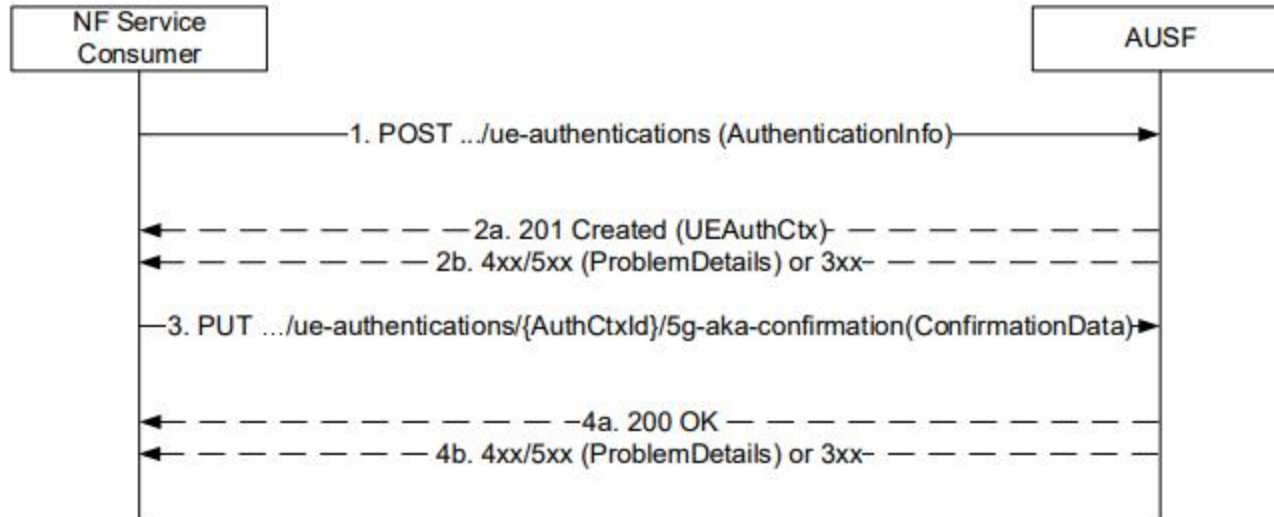 NF Service
Consumer
AUSF
1. POST .../ue-authentications (AuthenticationInfo)
2a. 201 Created (UEAuthCtx)
2b. 4xx/5xx (ProblemDetails) or 3xx
3. PUT .../ue-authentications/{AuthCtxId}/5g-aka-confirmation(ConfirmationData)
4a. 200 OK
4b. 4xx/5xx (ProblemDetails) or 3xx